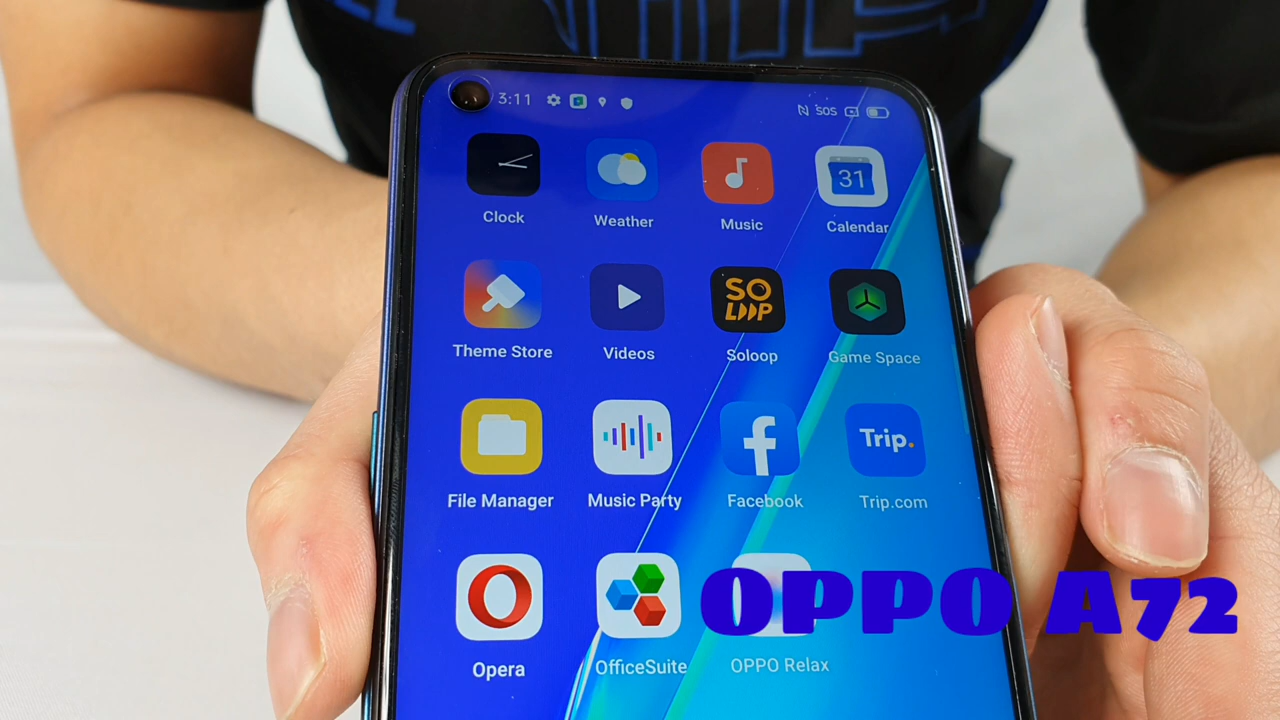 3:11 SOS
Clock Weather Music Calendar
31
Theme Store Videos Soloop Game Space
SO
LOOP
File Manager Music Party Facebook Trip.com
Trip.
Opera OfficeSuite OPPO Relax
OPPO A72